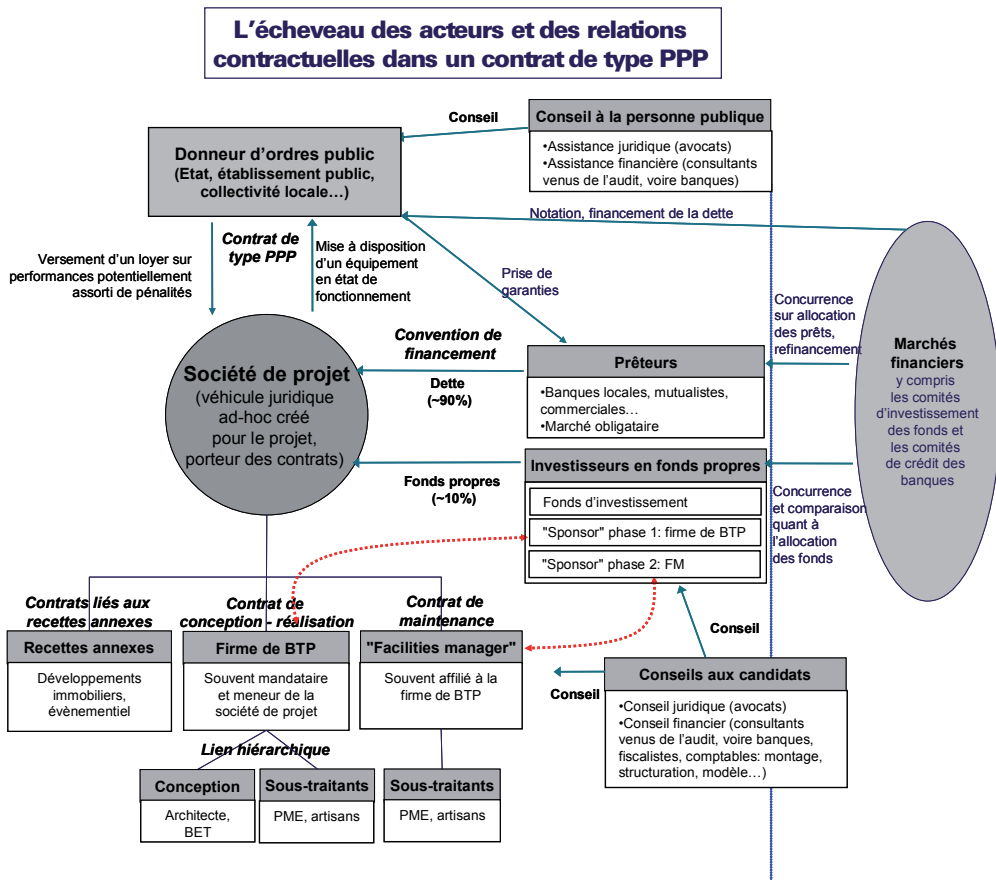 L'écheveau des acteurs et des relations
contractuelles dans un contrat de type PPP
Donneur d'ordres public
(Etat, établissement public,
collectivité locale…)
Conseil
Conseil à la personne publique
•Assistance juridique (avocats)
•Assistance financière (consultants
venus de l'audit, voire banques)
Notation, financement de la dette
Versement d'un loyer sur
performances potentiellement
assorti de pénalités
Contrat de
type PPP
Mise à disposition
d'un équipement
en état de
fonctionnement
Prise de
garanties
Concurrence
sur allocation
des prêts,
refinancement
Marchés
financiers
y compris
les comités
d'investissement
des fonds et
les comités
de crédit des
banques
Société de projet
(véhicule juridique
ad-hoc créé
pour le projet,
porteur des contrats)
Convention de
financement
Dette
(~90%)
Prêteurs
•Banques locales, mutualistes,
commerciales…
•Marché obligataire
Fonds propres
(~10%)
Investisseurs en fonds propres
Fonds d'investissement
"Sponsor" phase 1: firme de BTP
"Sponsor" phase 2: FM
Concurrence
et comparaison
quant à
l'allocation
des fonds
Contrats liés aux
recettes annexes
Contrat de
conception - réalisation
Contrat de
maintenance
Recettes annexes
Développements
immobiliers,
évènementiel
Firme de BTP
Souvent mandataire
et meneur de la
société de projet
"Facilities manager"
Souvent affilié à la
firme de BTP
Conseil
Conseil
Conseils aux candidats
•Conseil juridique (avocats)
•Conseil financier (consultants
venus de l'audit, voire banques,
fiscalistes, comptables: montage,
structuration, modèle…)
Lien hiérarchique
Conception
Architecte,
BET
Sous-traitants
PME, artisans
Sous-traitants
PME, artisans